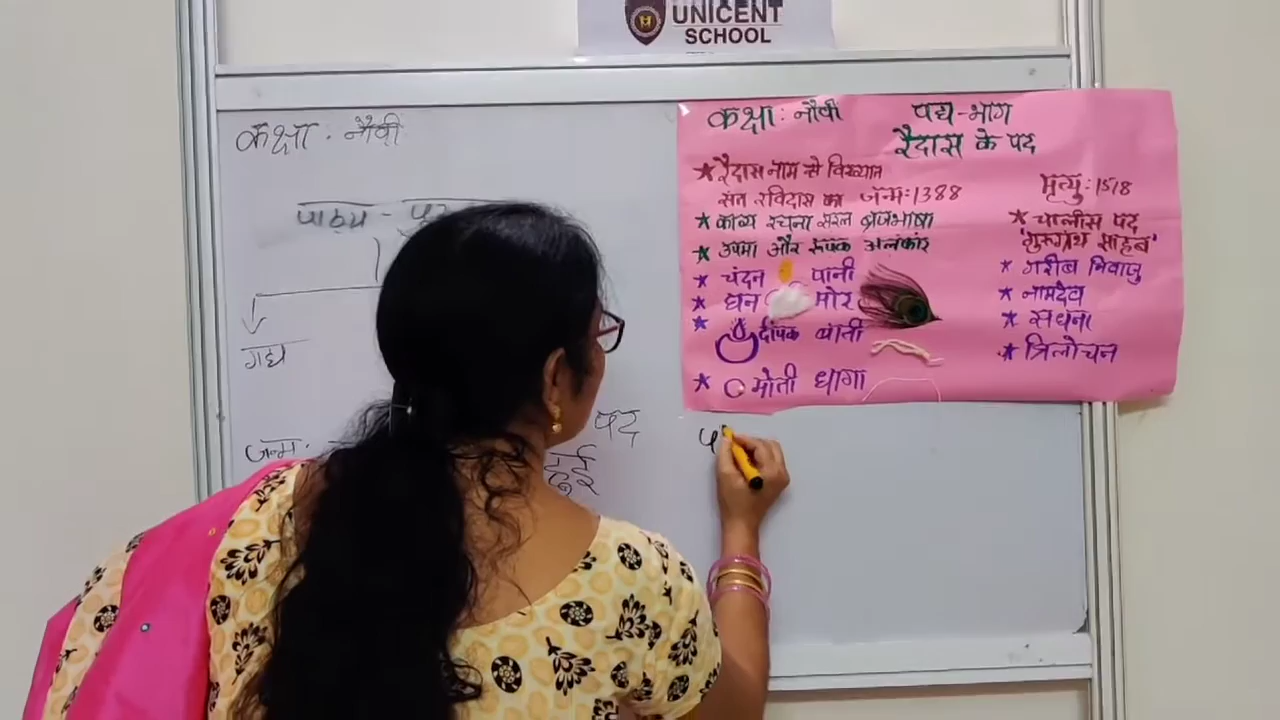 UNICENT
SCHOOL
कक्षा : नौवी
पाठ्य -
गद्य
जन्म.
पद
हुई
कक्षा : नौवी
पद्य-भाग
रैदास के पद
★ रैदास नाम से विख्यात
संत रविदास का जन्म : 1388
★ काव्य रचना सरल ब्रजभाषा
★ उपमा और रूपक अलंकार
★ चंदन पानी
★ घन मोर
★ दीपक बाती
★ मोती धागा
मृत्यु : 1518
★ चालीस पद
'गुरुग्रंथ साहब'
★ गरीब निवाजु
★ नामदेव
★ सधना
★ त्रिलोचन